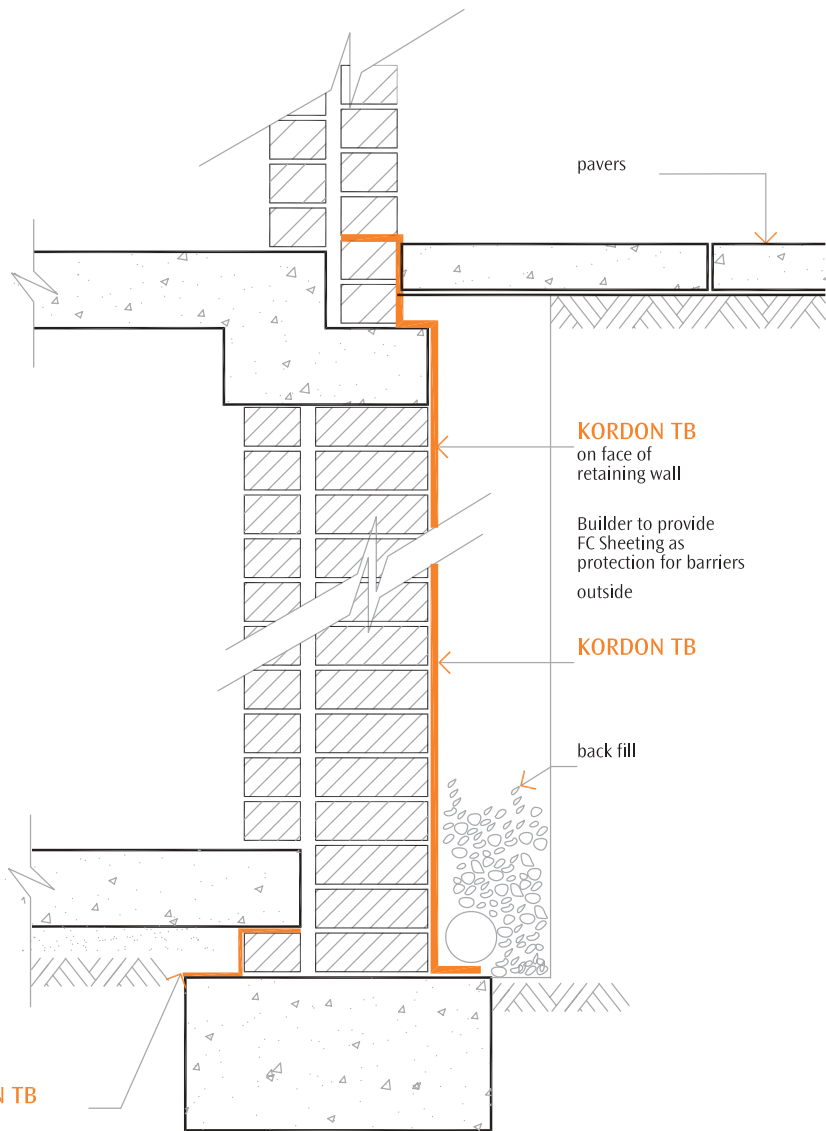 pavers
KORDON TB
on face of
retaining wall
Builder to provide
FC Sheeting as
protection for barriers
outside
KORDON TB
back fill
N TB